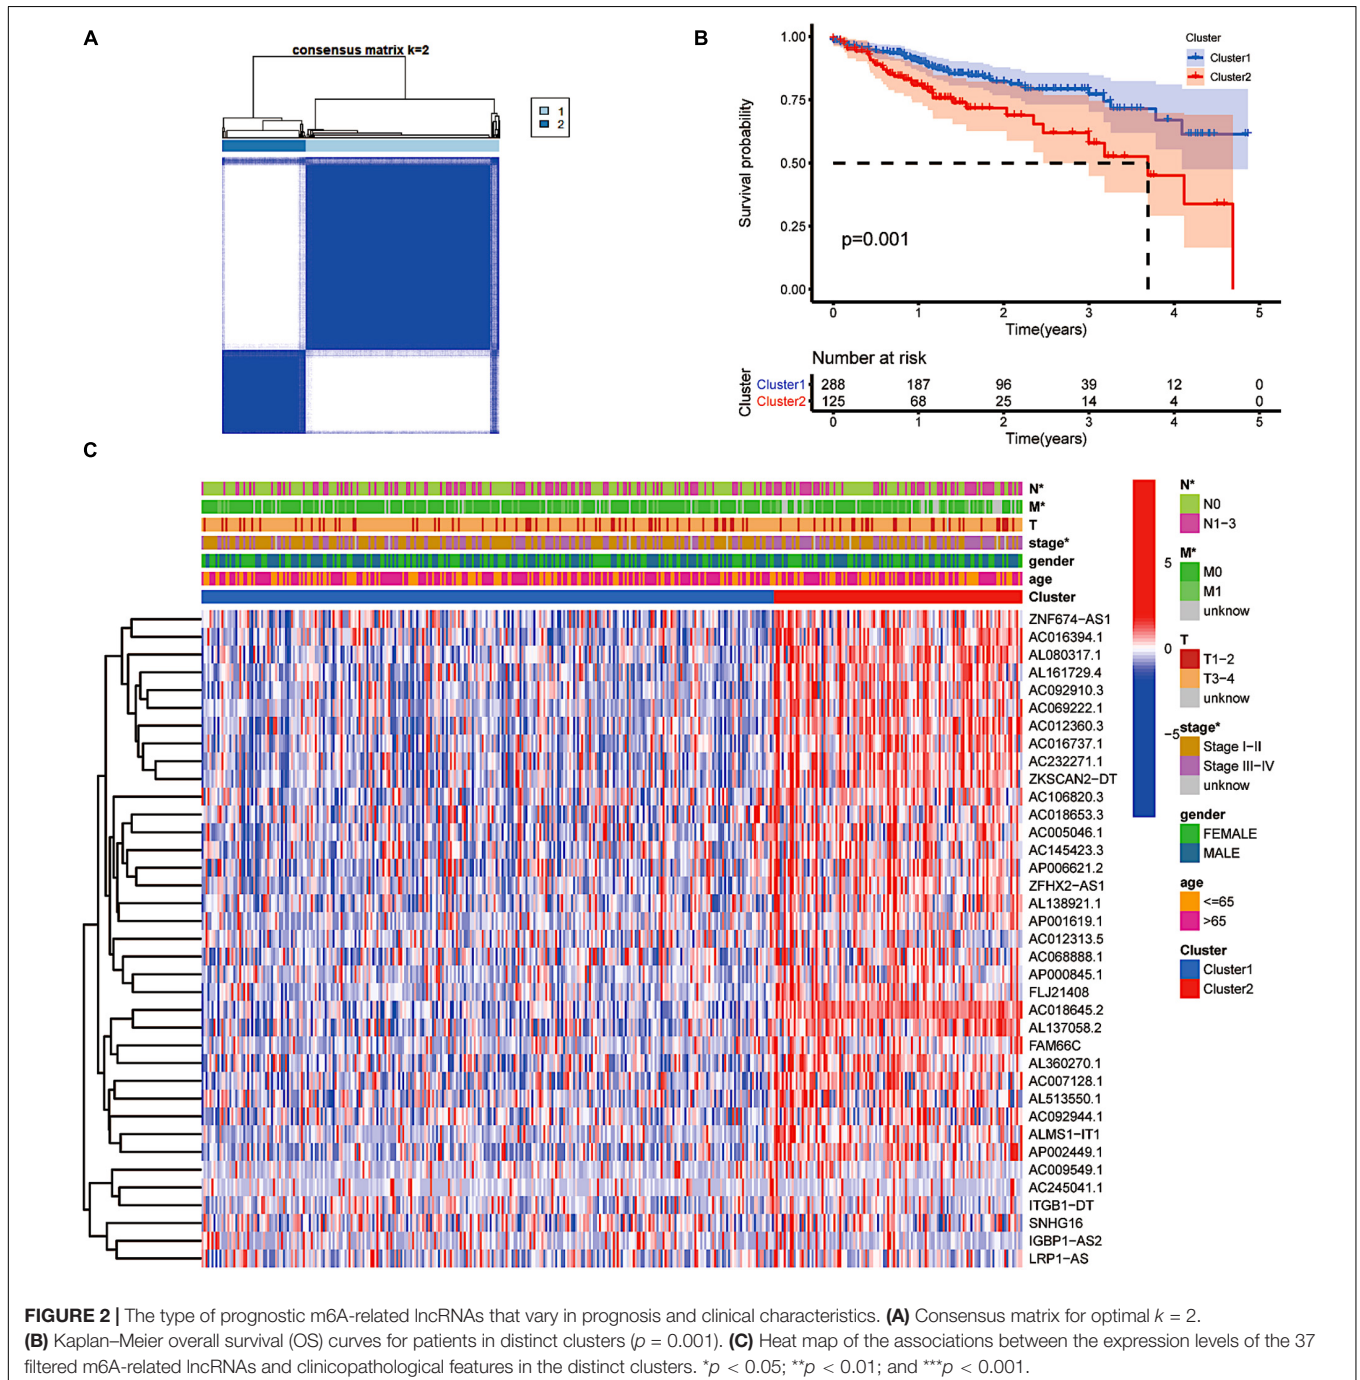 A
consensus matrix k=2
1
2
B
Cluster
Cluster1
Cluster2
Survival probability
1.00
0.75
0.50
0.25
0.00
p=0.001
0 1 2 3 4 5
Time(years)
Number at risk
Cluster
Cluster1 288 187 96 39 12 0
Cluster2 125 68 25 14 4 0
0 1 2 3 4 5
Time(years)
C
N*
M*
T
stage*
gender
age
Cluster
ZNF674−AS1
AC016394.1
AL080317.1
AL161729.4
AC092910.3
AC069222.1
AC012360.3
AC016737.1
AC232271.1
ZKSCAN2−DT
AC106820.3
AC018653.3
AC005046.1
AC145423.3
AP006621.2
ZFHX2−AS1
AL138921.1
AP001619.1
AC012313.5
AC068888.1
AP000845.1
FLJ21408
AC018645.2
AL137058.2
FAM66C
AL360270.1
AC007128.1
AL513550.1
AC092944.1
ALMS1−IT1
AP002449.1
AC009549.1
AC245041.1
ITGB1−DT
SNHG16
IGBP1−AS2
LRP1−AS
5
0
−5
N*
N0
N1−3
M*
M0
M1
unknow
T
T1−2
T3−4
unknow
stage*
Stage I−II
Stage III−IV
unknow
gender
FEMALE
MALE
age
<=65
>65
Cluster
Cluster1
Cluster2
FIGURE 2 | The type of prognostic m6A-related lncRNAs that vary in prognosis and clinical characteristics. (A) Consensus matrix for optimal k = 2.
(B) Kaplan–Meier overall survival (OS) curves for patients in distinct clusters (p = 0.001). (C) Heat map of the associations between the expression levels of the 37
filtered m6A-related lncRNAs and clinicopathological features in the distinct clusters. *p < 0.05; **p < 0.01; and ***p < 0.001.